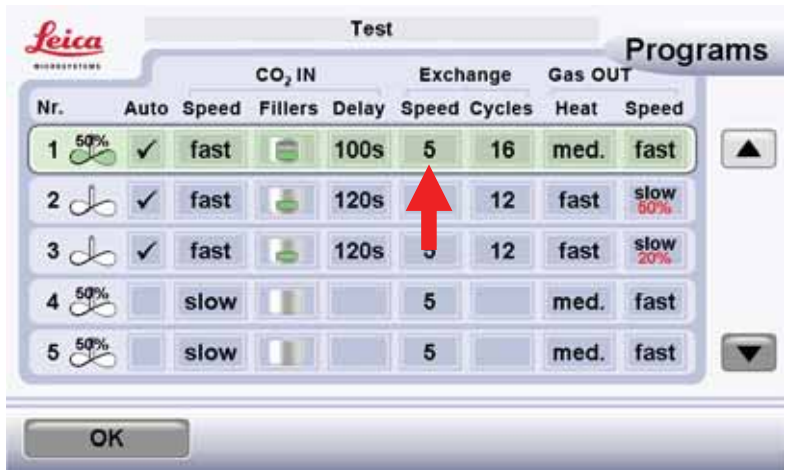 Leica
MICROSYSTEMS
Test
Programs
CO₂ IN Exchange Gas OUT
Nr. Auto Speed Fillers Delay Speed Cycles Heat Speed
1 50% ✓ fast 100s 5 16 med. fast
2 ✓ fast 120s 12 fast slow 50%
3 ✓ fast 120s 5 12 fast slow 20%
4 50% slow 5 med. fast
5 50% slow 5 med. fast
OK